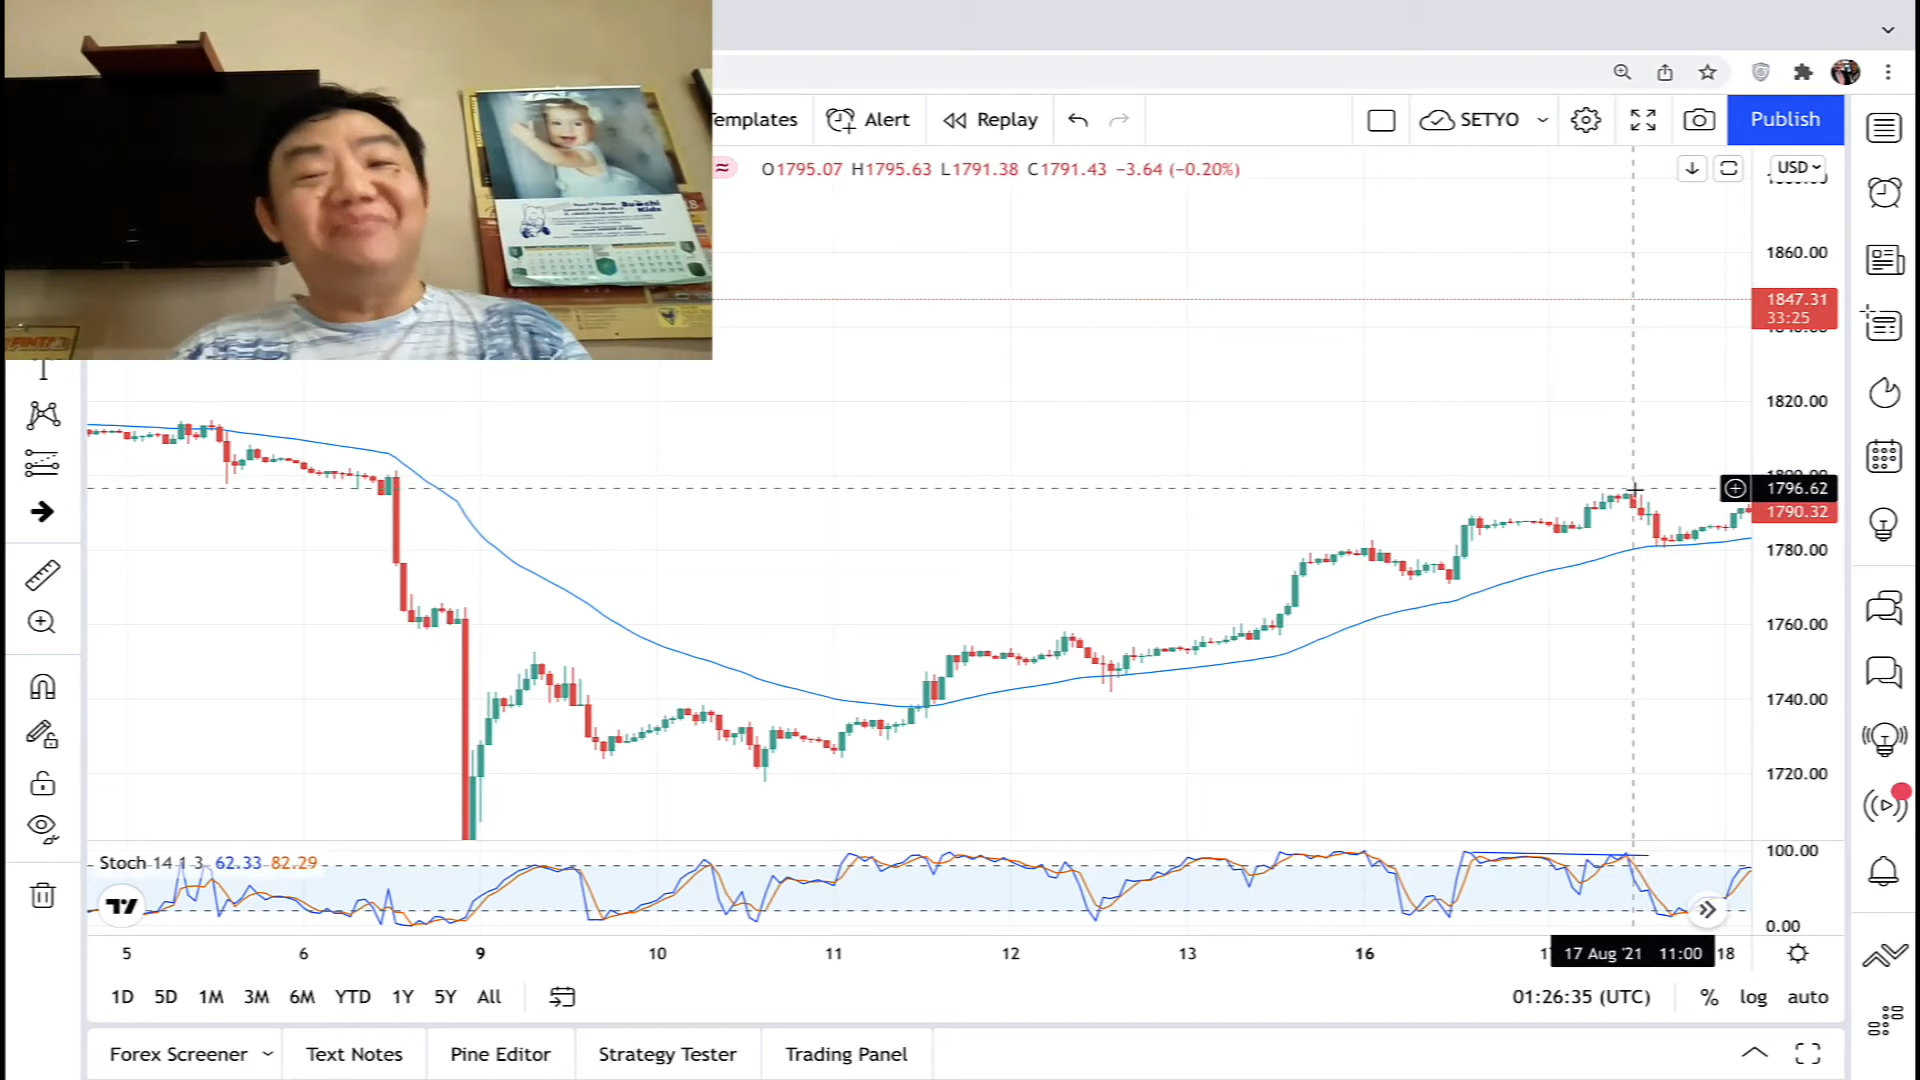 Templates
Alert
Replay
SETYO
Publish
O1795.07 H1795.63 L1791.38 C1791.43 −3.64 (−0.20%)
USD
1860.00
1847.31
33:25
1820.00
1796.62
1790.32
1780.00
1760.00
1740.00
1720.00
Stoch 14 1 3 62.33 82.29
100.00
0.00
5 6 9 10 11 12 13 16 17 Aug '21 11:00 18
1D 5D 1M 3M 6M YTD 1Y 5Y All
01:26:35 (UTC) % log auto
Forex Screener Text Notes Pine Editor Strategy Tester Trading Panel